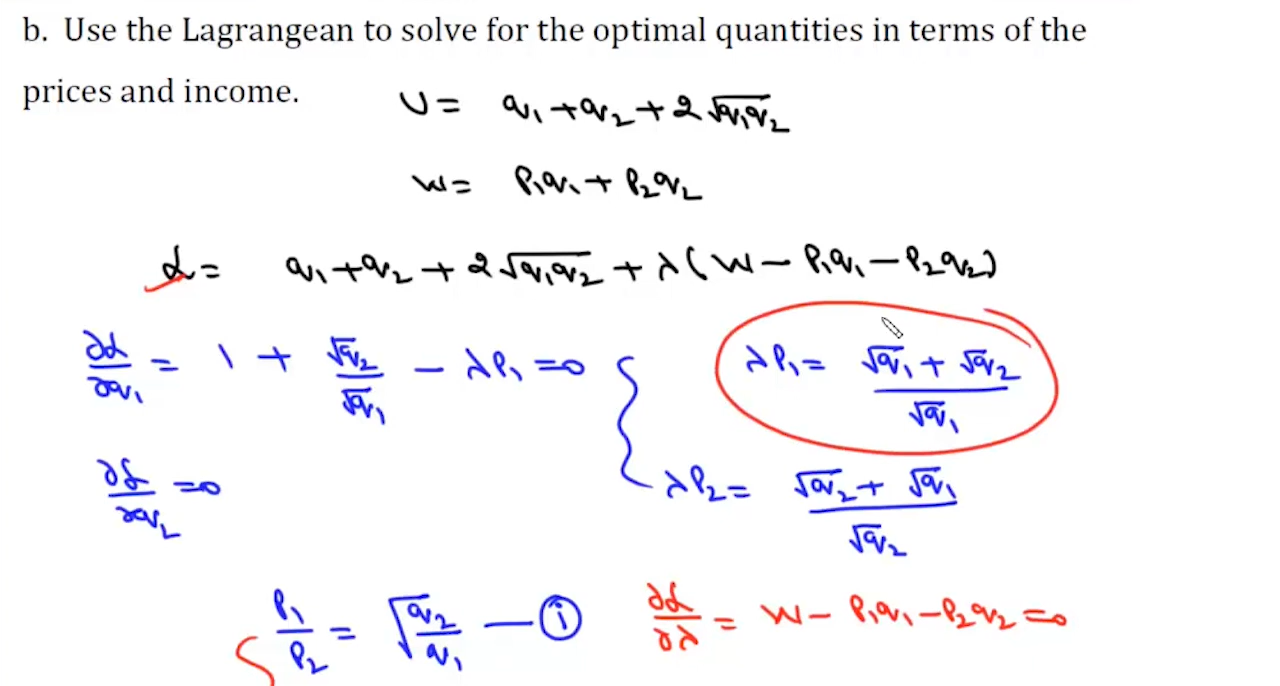 b. Use the Lagrangean to solve for the optimal quantities in terms of the
prices and income.
U = q₁ + q₂ + 2√q₁q₂
W = P₁q₁ + P₂q₂
ℒ = q₁ + q₂ + 2√q₁q₂ + λ(W − P₁q₁ − P₂q₂)
∂ℒ/∂q₁ = 1 + √q₂/√q₁ − λP₁ = 0 { λP₁ = (√q₁ + √q₂)/√q₁
∂ℒ/∂q₂ = 0 λP₂ = (√q₂ + √q₁)/√q₂
P₁/P₂ = √(q₂/q₁) — ⓘ ∂ℒ/∂λ = W − P₁q₁ − P₂q₂ = 0